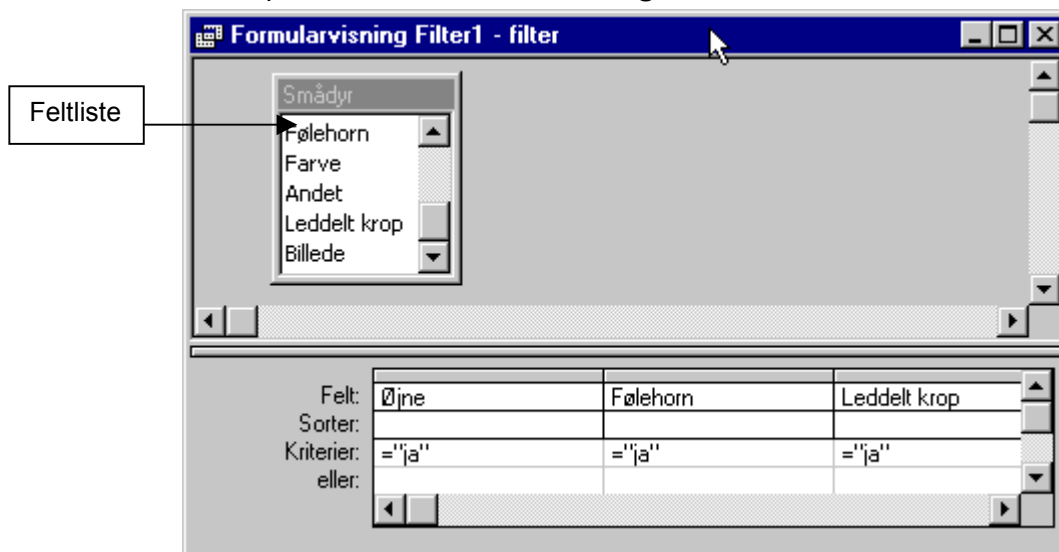 Formularvisning Filter1 - filter
Feltliste
Smådyr
Følehorn
Farve
Andet
Leddelt krop
Billede
Felt: Øjne Følehorn Leddelt krop
Sorter:
Kriterier: ="ja" ="ja" ="ja"
eller: